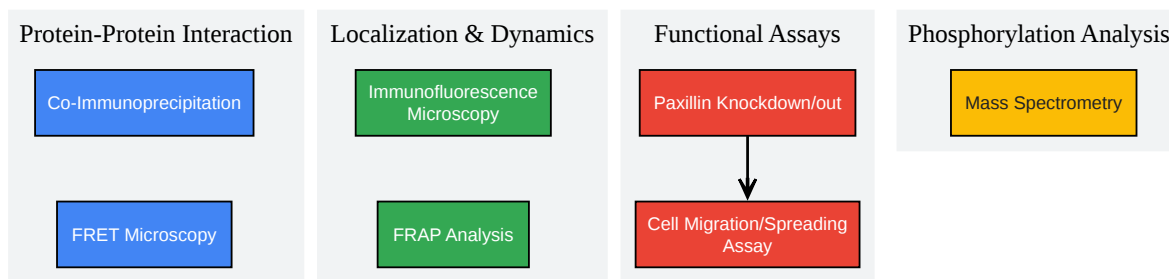 Protein-Protein Interaction
Co-Immunoprecipitation
FRET Microscopy
Localization & Dynamics
Immunofluorescence
Microscopy
FRAP Analysis
Functional Assays
Paxillin Knockdown/out
Cell Migration/Spreading
Assay
Phosphorylation Analysis
Mass Spectrometry